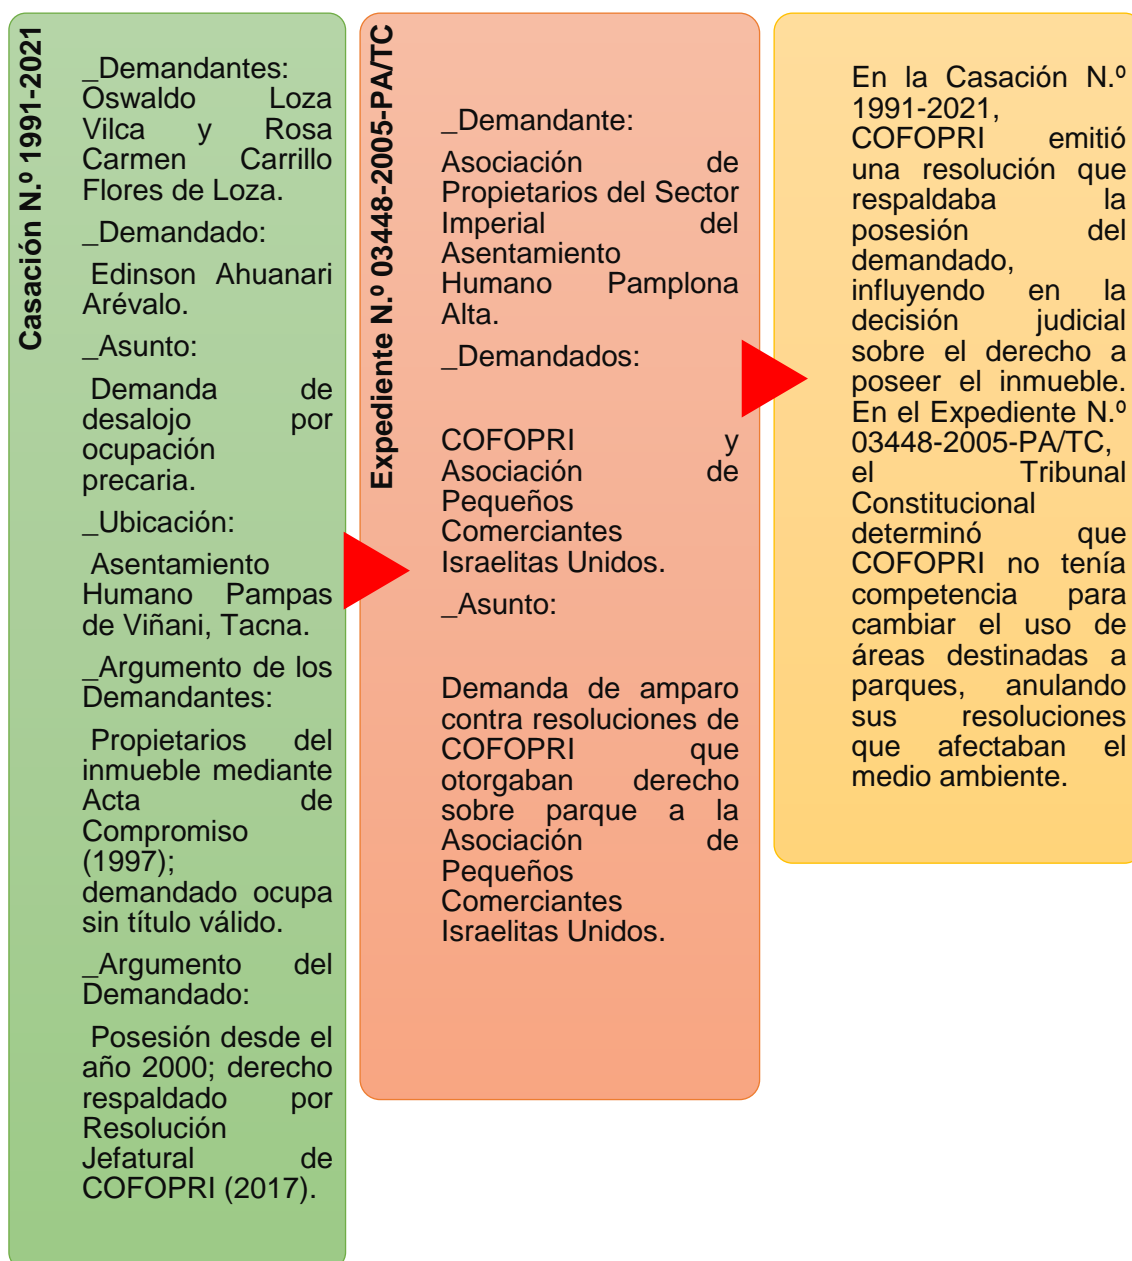 Casación N.º 1991-2021
_Demandantes:
Oswaldo Loza
Vilca y Rosa
Carmen Carrillo
Flores de Loza.
_Demandado:
Edinson Ahuanari
Arévalo.
_Asunto:
Demanda de
desalojo por
ocupación
precaria.
_Ubicación:
Asentamiento
Humano Pampas
de Viñani, Tacna.
_Argumento de los
Demandantes:
Propietarios del
inmueble mediante
Acta de
Compromiso
(1997);
demandado ocupa
sin título válido.
_Argumento del
Demandado:
Posesión desde el
año 2000; derecho
respaldado por
Resolución
Jefatural de
COFOPRI (2017).
Expediente N.º 03448-2005-PA/TC
_Demandante:
Asociación de
Propietarios del Sector
Imperial del
Asentamiento
Humano Pamplona
Alta.
_Demandados:
COFOPRI y
Asociación de
Pequeños
Comerciantes
Israelitas Unidos.
_Asunto:
Demanda de amparo
contra resoluciones de
COFOPRI que
otorgaban derecho
sobre parque a la
Asociación de
Pequeños
Comerciantes
Israelitas Unidos.
En la Casación N.º
1991-2021,
COFOPRI emitió
una resolución que
respaldaba la
posesión del
demandado,
influyendo en la
decisión judicial
sobre el derecho a
poseer el inmueble.
En el Expediente N.º
03448-2005-PA/TC,
el Tribunal
Constitucional
determinó que
COFOPRI no tenía
competencia para
cambiar el uso de
áreas destinadas a
parques, anulando
sus resoluciones
que afectaban el
medio ambiente.